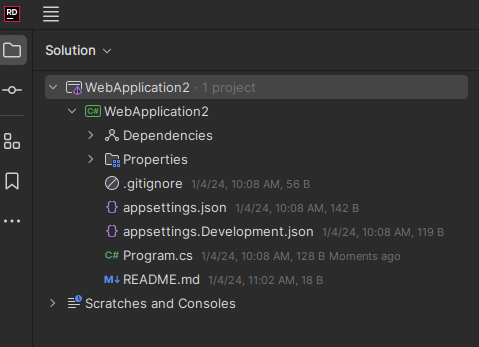 RD
Solution
WebApplication2 · 1 project
C# WebApplication2
Dependencies
Properties
.gitignore 1/4/24, 10:08 AM, 56 B
{} appsettings.json 1/4/24, 10:08 AM, 142 B
{} appsettings.Development.json 1/4/24, 10:08 AM, 119 B
C# Program.cs 1/4/24, 10:08 AM, 128 B Moments ago
M↓ README.md 1/4/24, 11:02 AM, 18 B
Scratches and Consoles